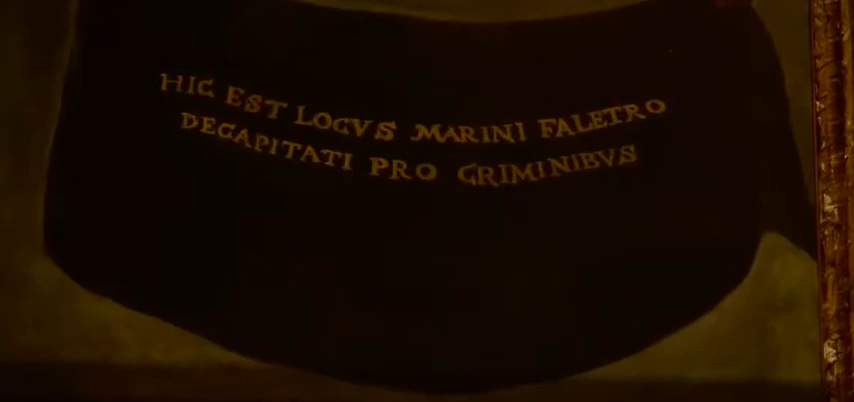 HIC EST LOCVS MARINI FALETRO
DECAPITATI PRO CRIMINIBVS